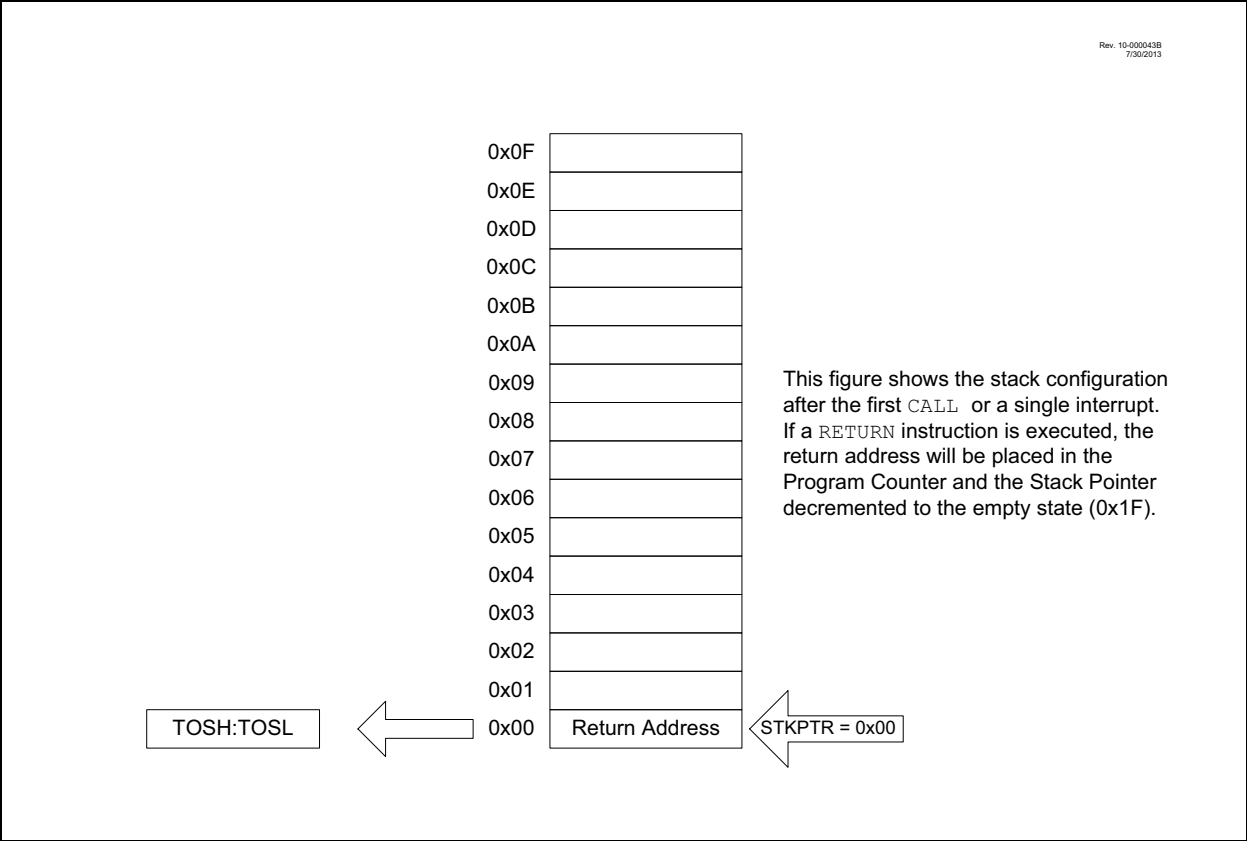 Rev. 10-000043B
7/30/2013
0x0F
0x0E
0x0D
0x0C
0x0B
0x0A
0x09
0x08
0x07
0x06
0x05
0x04
0x03
0x02
0x01
This figure shows the stack configuration
after the first CALL or a single interrupt.
If a RETURN instruction is executed, the
return address will be placed in the
Program Counter and the Stack Pointer
decremented to the empty state (0x1F).
TOSH:TOSL
0x00
Return Address
STKPTR = 0x00